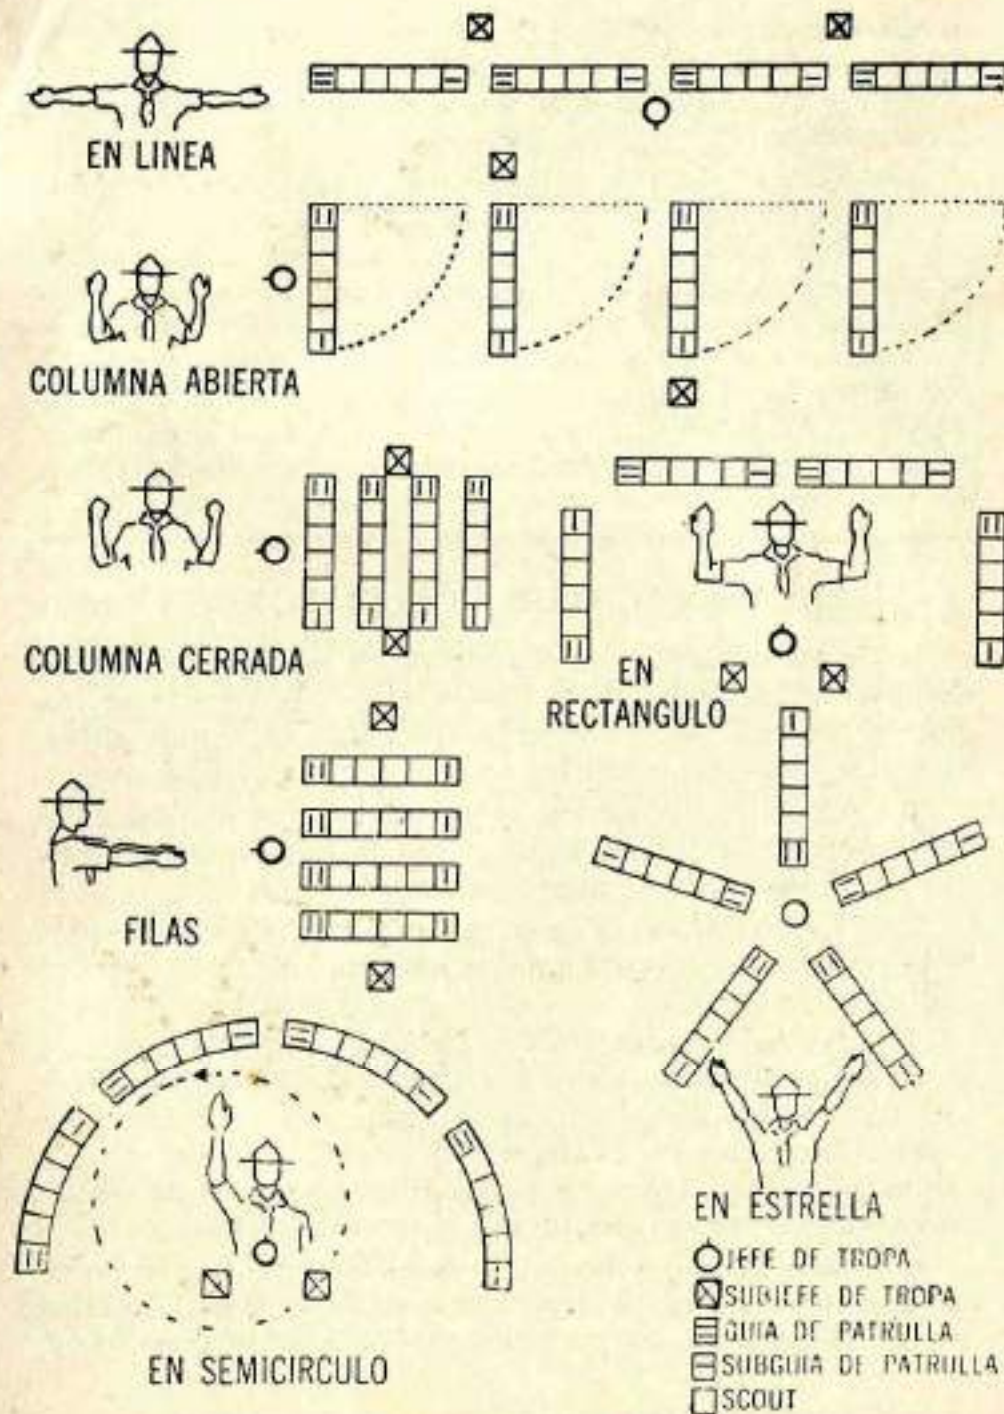 EN LINEA
COLUMNA ABIERTA
COLUMNA CERRADA
EN
RECTANGULO
FILAS
EN SEMICIRCULO
EN ESTRELLA
JEFE DE TROPA
SUBJEFE DE TROPA
GUIA DE PATRULLA
SUBGUIA DE PATRULLA
SCOUT